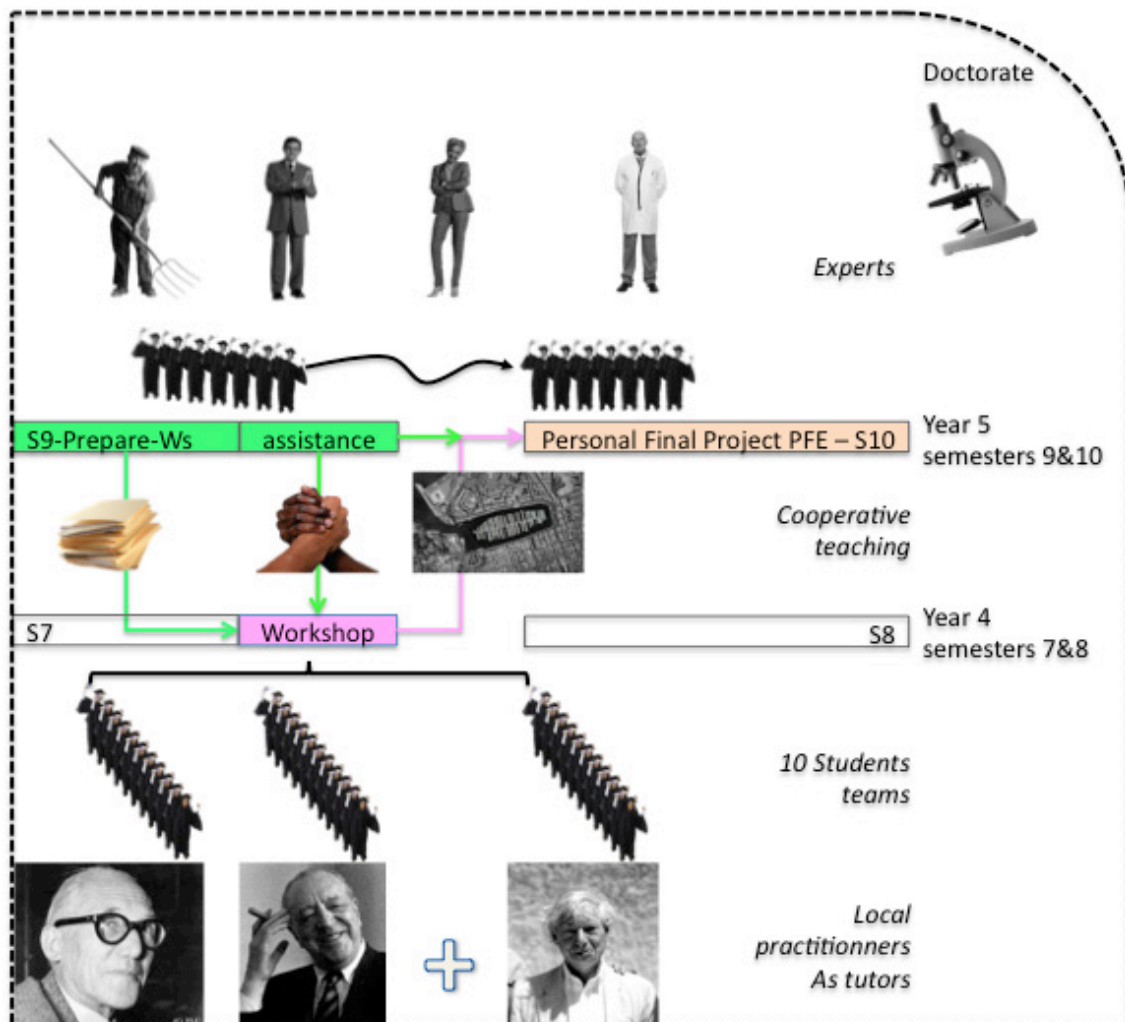 Doctorate
Experts
S9-Prepare-Ws
assistance
Personal Final Project PFE – S10
Year 5
semesters 9&10
Cooperative
teaching
S7
Workshop
S8
Year 4
semesters 7&8
10 Students
teams
Local
practitionners
As tutors